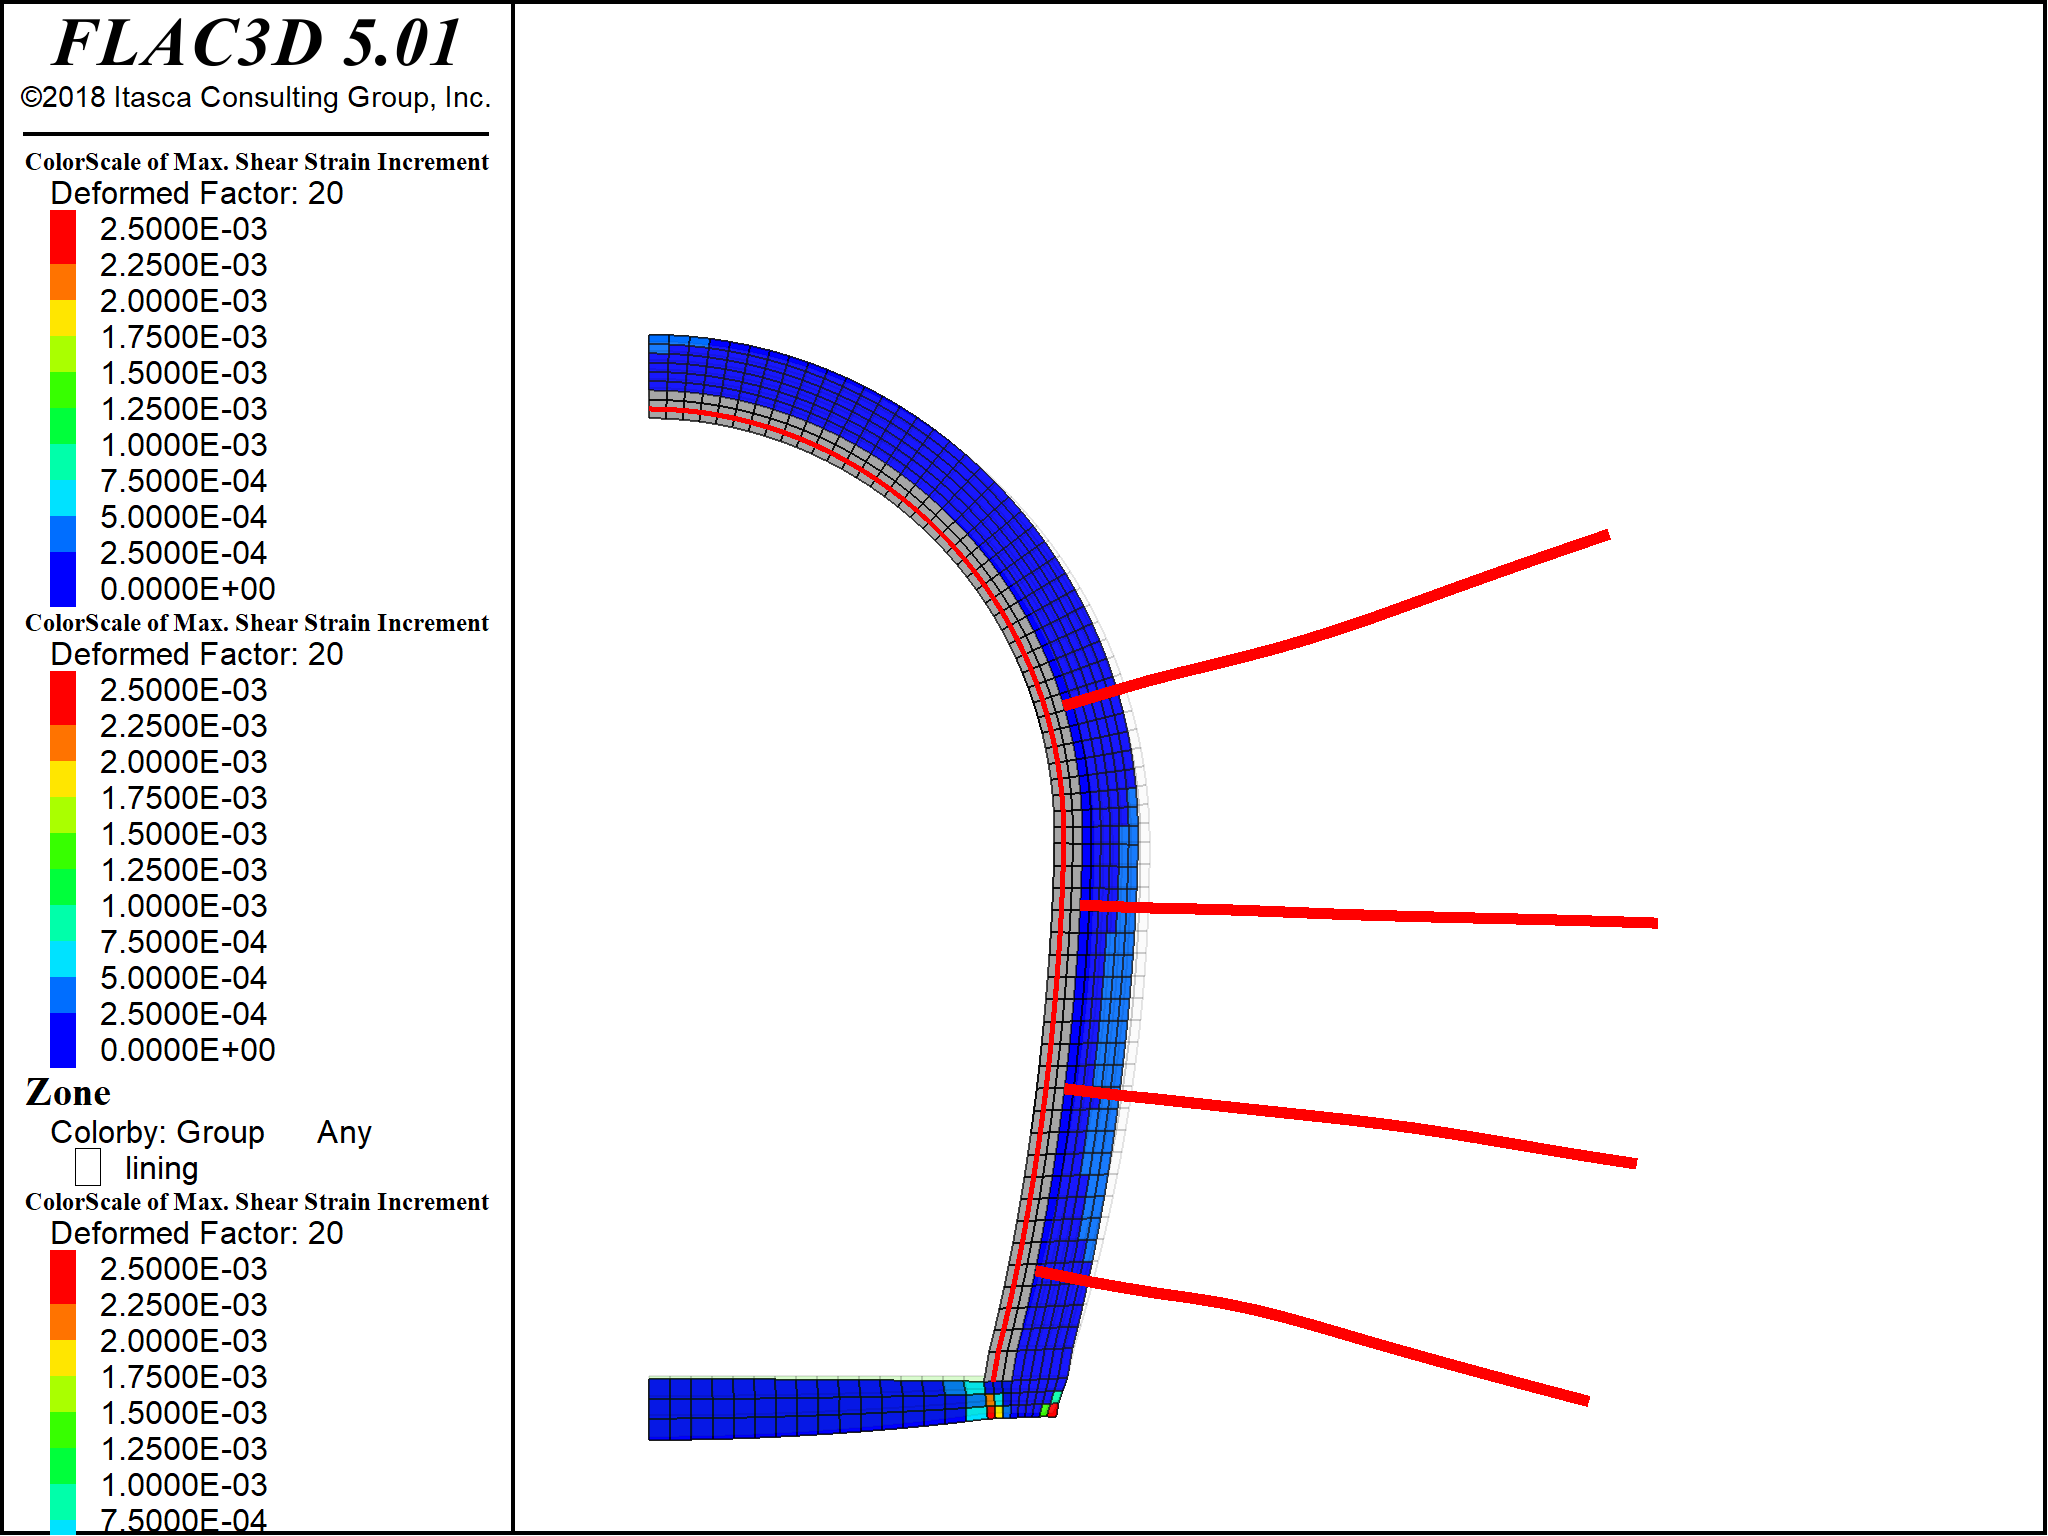 FLAC3D 5.01
©2018 Itasca Consulting Group, Inc.
ColorScale of Max. Shear Strain Increment
Deformed Factor: 20
2.5000E-03
2.2500E-03
2.0000E-03
1.7500E-03
1.5000E-03
1.2500E-03
1.0000E-03
7.5000E-04
5.0000E-04
2.5000E-04
0.0000E+00
ColorScale of Max. Shear Strain Increment
Deformed Factor: 20
2.5000E-03
2.2500E-03
2.0000E-03
1.7500E-03
1.5000E-03
1.2500E-03
1.0000E-03
7.5000E-04
5.0000E-04
2.5000E-04
0.0000E+00
Zone
Colorby: Group Any
lining
ColorScale of Max. Shear Strain Increment
Deformed Factor: 20
2.5000E-03
2.2500E-03
2.0000E-03
1.7500E-03
1.5000E-03
1.2500E-03
1.0000E-03
7.5000E-04